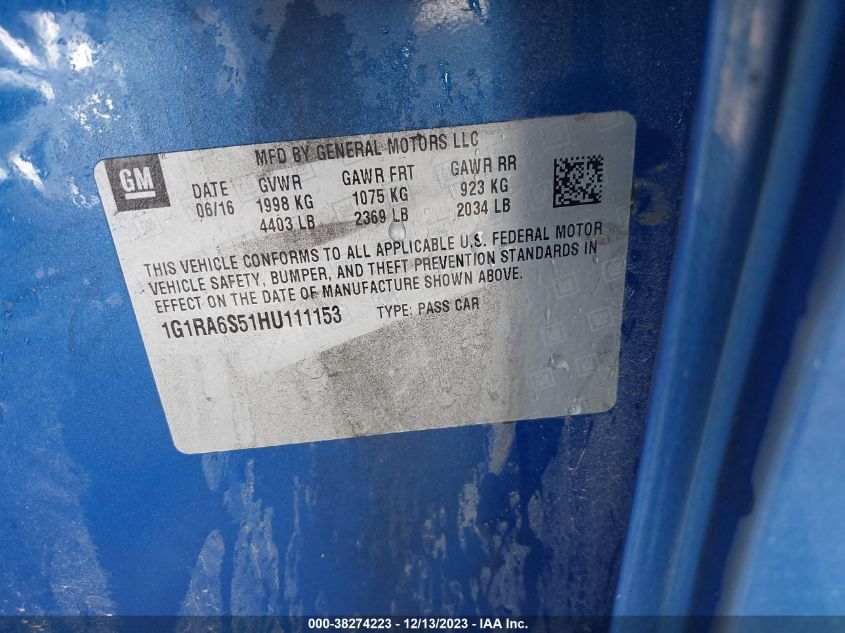 MFD BY GENERAL MOTORS LLC
GM
DATE GVWR GAWR FRT GAWR RR
06/16 1998 KG 1075 KG 923 KG
4403 LB 2369 LB 2034 LB
THIS VEHICLE CONFORMS TO ALL APPLICABLE U.S. FEDERAL MOTOR
VEHICLE SAFETY, BUMPER, AND THEFT PREVENTION STANDARDS IN
EFFECT ON THE DATE OF MANUFACTURE SHOWN ABOVE.
1G1RA6S51HU111153 TYPE: PASS CAR
000-38274223 - 12/13/2023 - IAA Inc.